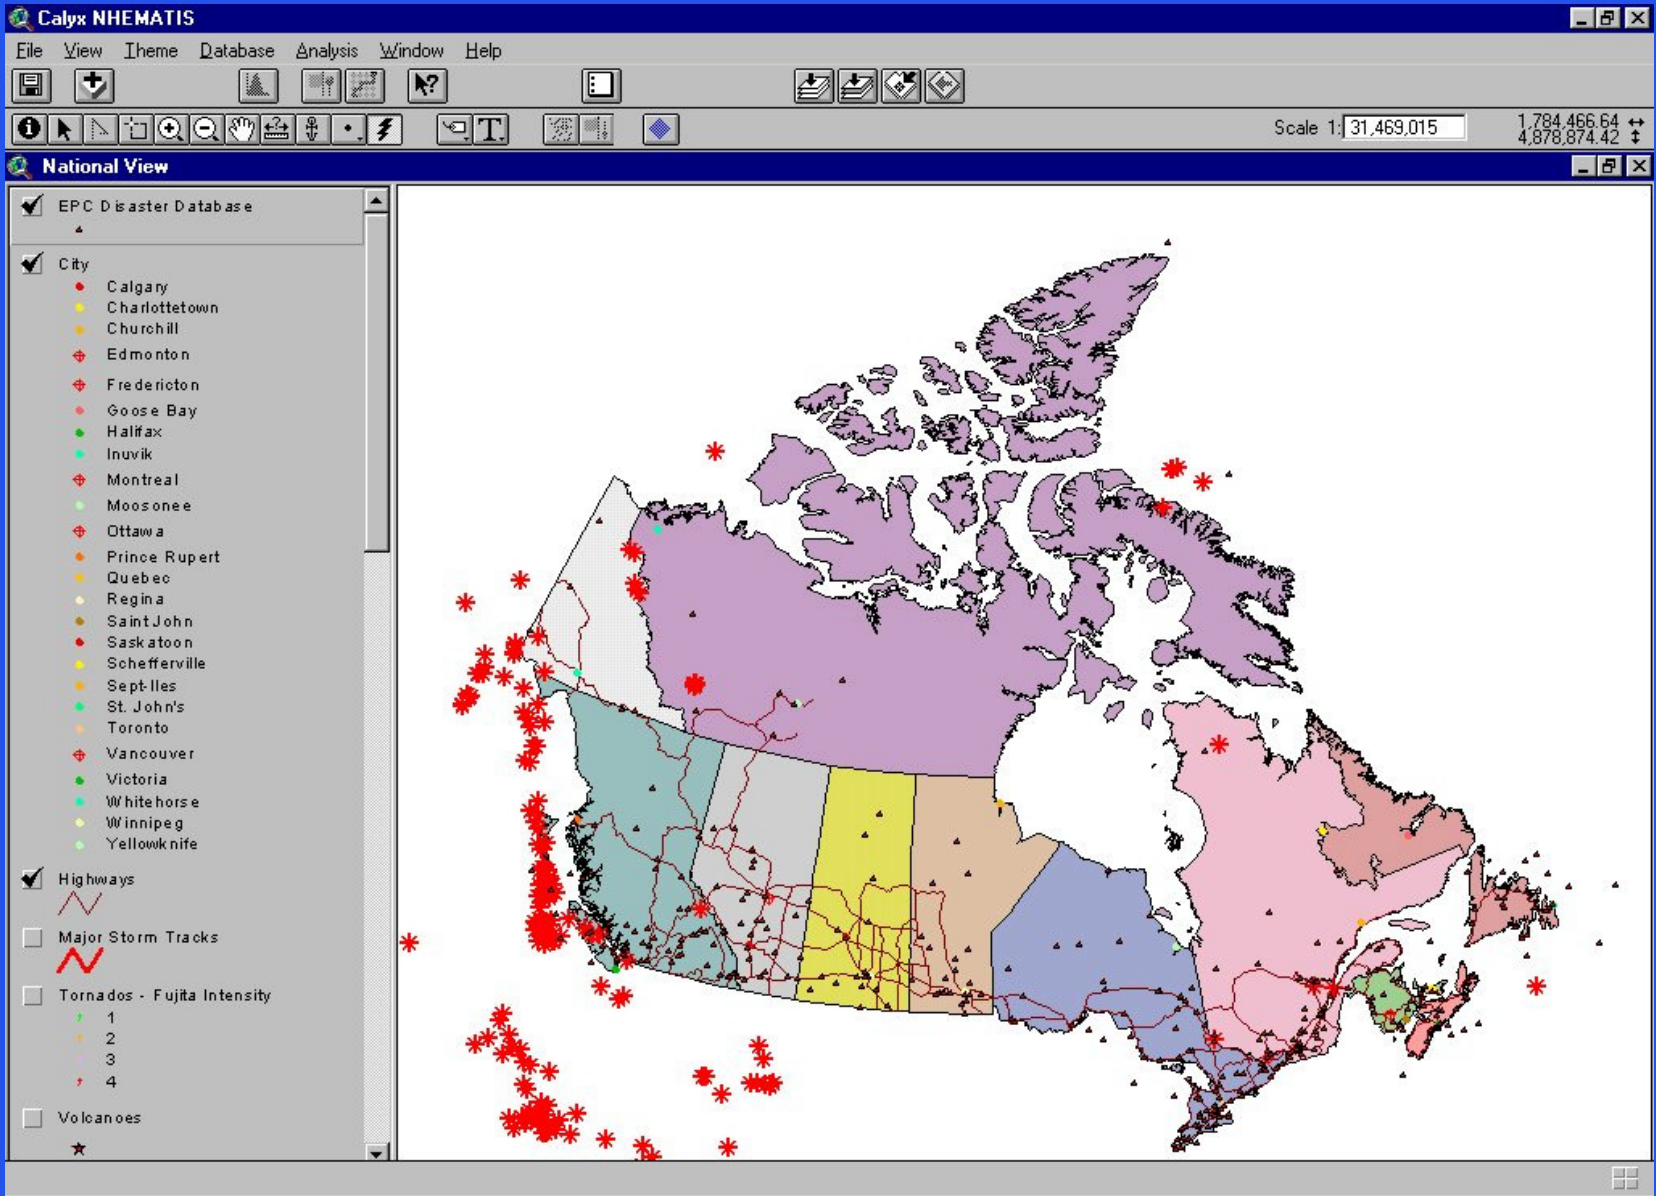 Calyx NHEMATIS
File View Theme Database Analysis Window Help
Scale 1: 31,469,015
1,784,466.64
4,878,874.42
National View
EPC Disaster Database
City
Calgary
Charlottetown
Churchill
Edmonton
Fredericton
Goose Bay
Halifax
Inuvik
Montreal
Moosonee
Ottawa
Prince Rupert
Quebec
Regina
Saint John
Saskatoon
Schefferville
Sept-Iles
St. John's
Toronto
Vancouver
Victoria
Whitehorse
Winnipeg
Yellowknife
Highways
Major Storm Tracks
Tornados - Fujita Intensity
1
2
3
4
Volcanoes